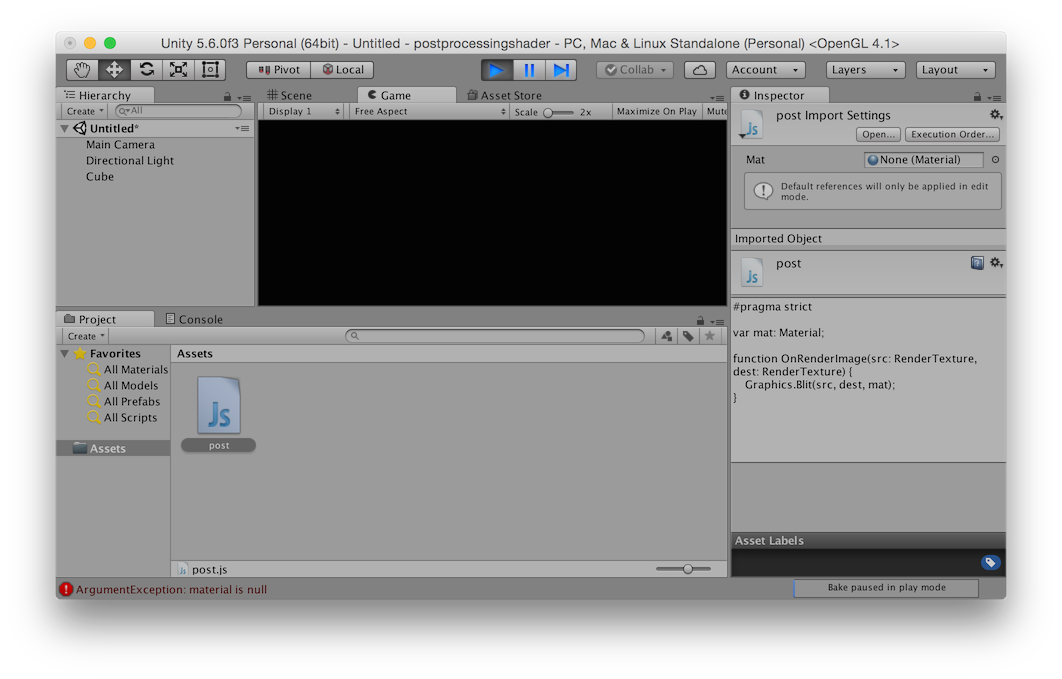 Unity 5.6.0f3 Personal (64bit) - Untitled - postprocessingshader - PC, Mac & Linux Standalone (Personal) <OpenGL 4.1>
Pivot Local Collab Account Layers Layout
Hierarchy
Create All
Untitled*
Main Camera
Directional Light
Cube
Scene Game Asset Store
Display 1 Free Aspect Scale 2x Maximize On Play Mute
Inspector
post Import Settings
Open... Execution Order...
Mat None (Material)
Default references will only be applied in edit
mode.
Imported Object
Js
post
#pragma strict
var mat: Material;
function OnRenderImage(src: RenderTexture,
dest: RenderTexture) {
Graphics.Blit(src, dest, mat);
}
Asset Labels
Project Console
Create
Favorites
All Materials
All Models
All Prefabs
All Scripts
Assets
Assets
Js
post
post.js
ArgumentException: material is null
Bake paused in play mode